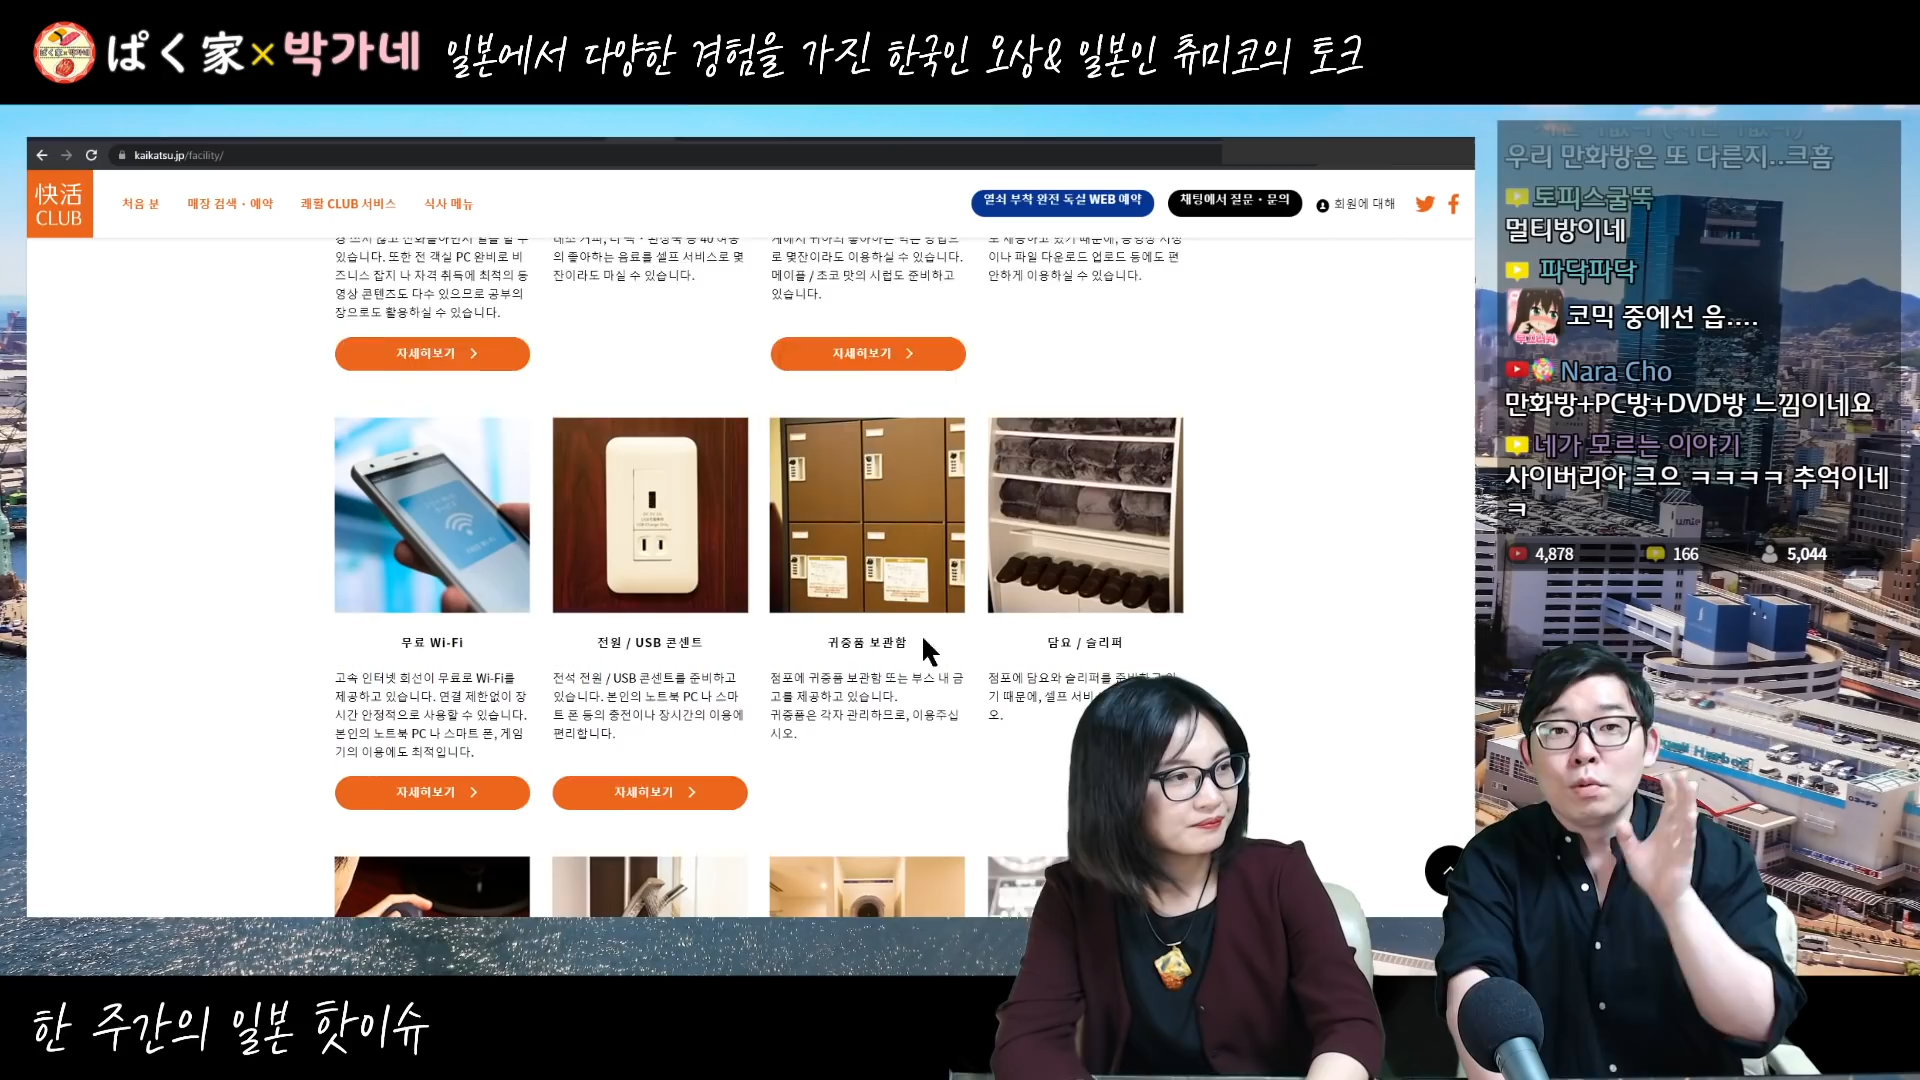 ぱく家×박가네 일본에서 다양한 경험을 가진 한국인 오상& 일본인 츄미코의 토크
kaikatsu.jp/facility/
快活
CLUB
처음 분
매장 검색・예약
쾌활 CLUB 서비스
식사 메뉴
열쇠 부착 완전 독실 WEB 예약
채팅에서 질문・문의
회원에 대해
있습니다. 또한 전 객실 PC 완비로 비
즈니스 잡지 나 자격 취득에 최적의 동
영상 콘텐츠도 다수 있으므로 공부의
장으로도 활용하실 수 있습니다.
자세히보기
의 좋아하는 음료를 셀프 서비스로 몇
잔이라도 마실 수 있습니다.
로 몇잔이라도 이용하실 수 있습니다.
메이플 / 초코 맛의 시럽도 준비하고
있습니다.
자세히보기
이나 파일 다운로드 업로드 등에도 편
안하게 이용하실 수 있습니다.
무료 Wi-Fi
고속 인터넷 회선이 무료로 Wi-Fi를
제공하고 있습니다. 연결 제한없이 장
시간 안정적으로 사용할 수 있습니다.
본인의 노트북 PC 나 스마트 폰, 게임
기의 이용에도 최적입니다.
자세히보기
전원 / USB 콘센트
전석 전원 / USB 콘센트를 준비하고
있습니다. 본인의 노트북 PC 나 스마
트 폰 등의 충전이나 장시간의 이용에
편리합니다.
자세히보기
귀중품 보관함
점포에 귀중품 보관함 또는 부스 내 금
고를 제공하고 있습니다.
귀중품은 각자 관리하므로, 이용주십
시오.
담요 / 슬리퍼
점포에 담요와 슬리퍼를 준비하고
기 때문에, 셀프 서비
오.
우리 만화방은 또 다른지..크흠
토피스굴뚝
멀티방이네
파닥파닥
코믹 중에선 읍....
Nara Cho
만화방+PC방+DVD방 느낌이네요
네가 모르는 이야기
사이버리아 크으 ㅋㅋㅋㅋ 추억이네
ㅋ
4,878
166
5,044
한 주간의 일본 핫이슈